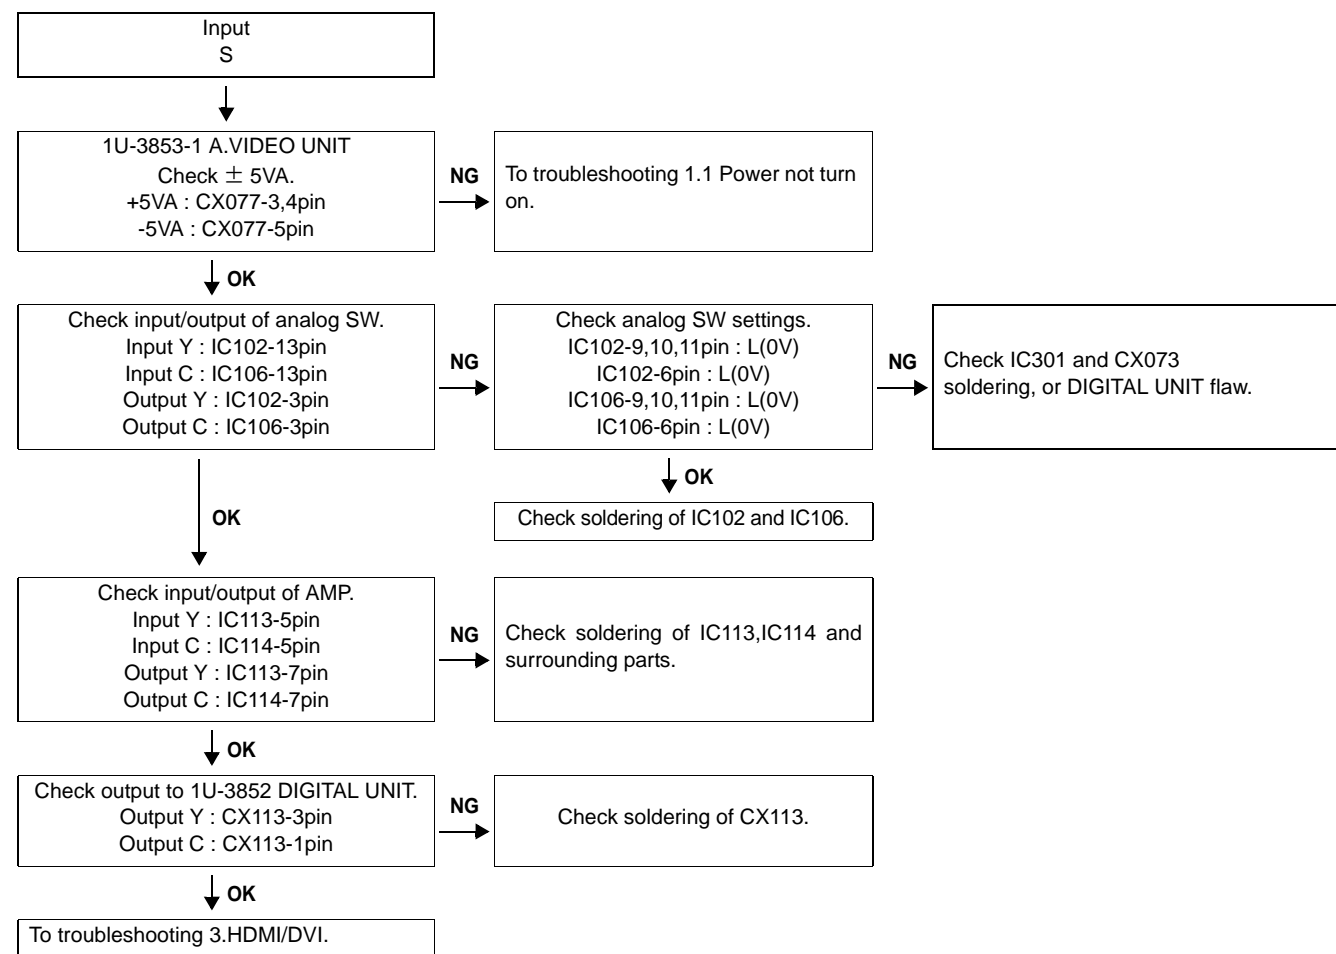 Input
S
1U-3853-1 A.VIDEO UNIT
Check ± 5VA.
+5VA : CX077-3,4pin
-5VA : CX077-5pin
NG
To troubleshooting 1.1 Power not turn
on.
OK
Check input/output of analog SW.
Input Y : IC102-13pin
Input C : IC106-13pin
Output Y : IC102-3pin
Output C : IC106-3pin
NG
Check analog SW settings.
IC102-9,10,11pin : L(0V)
IC102-6pin : L(0V)
IC106-9,10,11pin : L(0V)
IC106-6pin : L(0V)
NG
Check IC301 and CX073
soldering, or DIGITAL UNIT flaw.
OK
Check soldering of IC102 and IC106.
OK
Check input/output of AMP.
Input Y : IC113-5pin
Input C : IC114-5pin
Output Y : IC113-7pin
Output C : IC114-7pin
NG
Check soldering of IC113,IC114 and
surrounding parts.
OK
Check output to 1U-3852 DIGITAL UNIT.
Output Y : CX113-3pin
Output C : CX113-1pin
NG
Check soldering of CX113.
OK
To troubleshooting 3.HDMI/DVI.